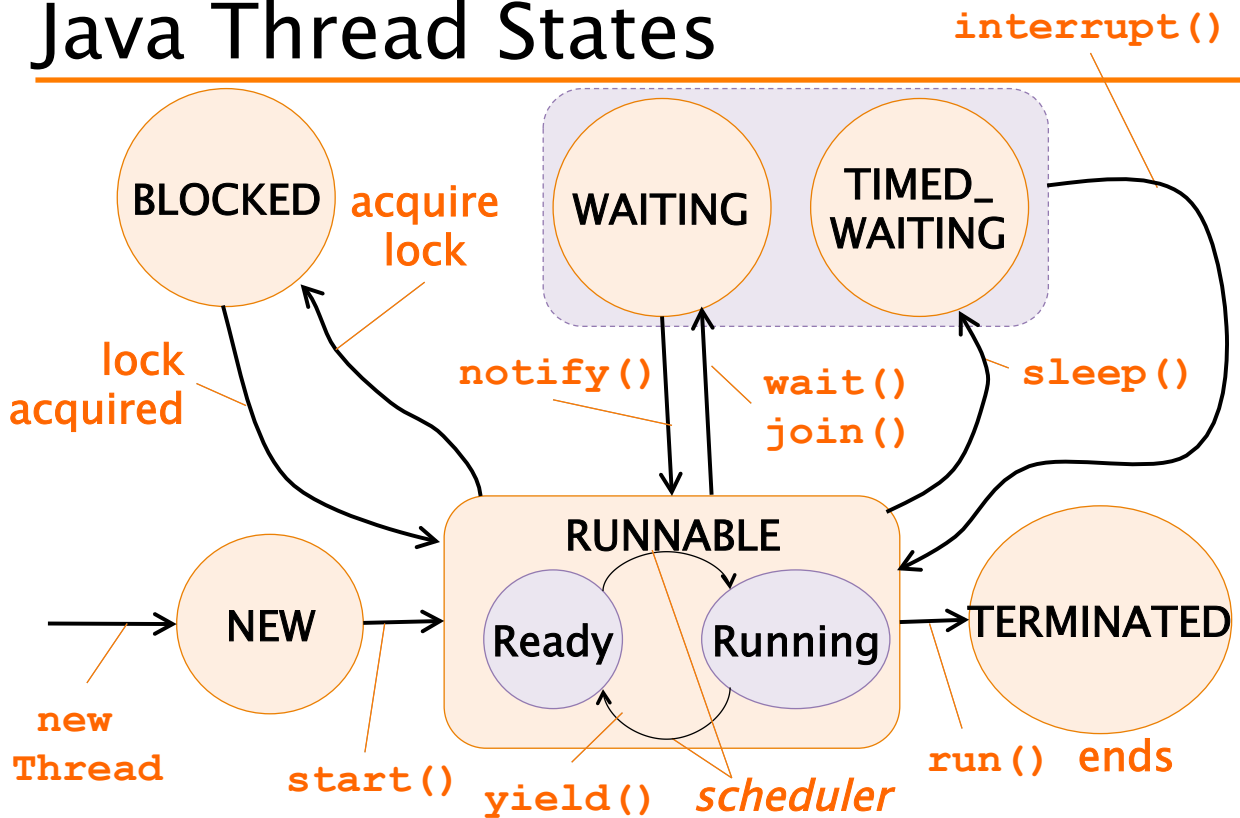 Java Thread States
interrupt()
BLOCKED
acquire
lock
WAITING
TIMED_
WAITING
lock
acquired
notify()
wait()
join()
sleep()
RUNNABLE
NEW
Ready
Running
TERMINATED
new
Thread
start()
yield()
scheduler
run() ends